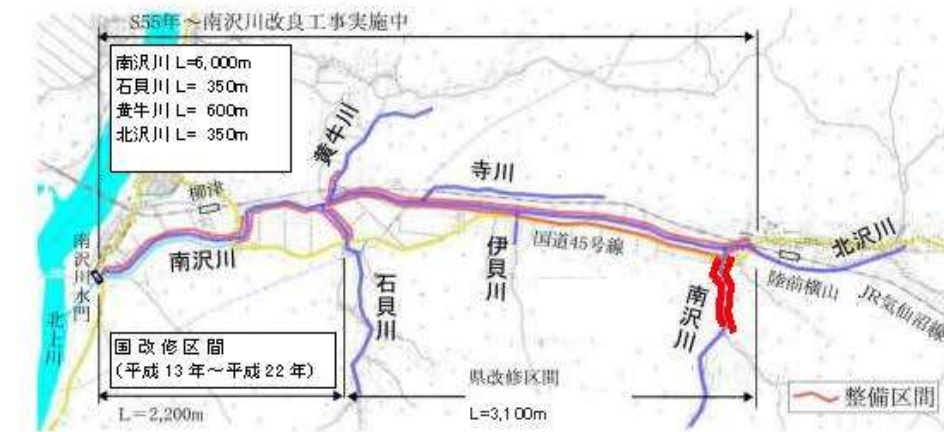 S55年～南沢川改良工事実施中
南沢川 L=6,000m
石貝川 L= 350m
黄牛川 L= 600m
北沢川 L= 350m
黄牛川
寺川
柳津
南沢川水門
南沢川
伊貝川
国道45号線
北沢川
石貝川
南沢川
陸前横山
JR気仙沼線
北上川
国改修区間
(平成13年～平成22年)
県改修区間
整備区間
L=2,200m
L=3,100m